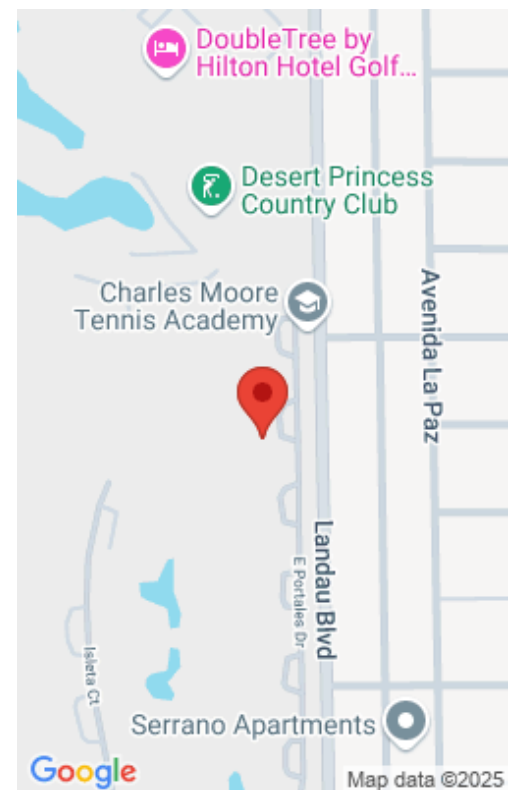 DoubleTree by
Hilton Hotel Golf...
Desert Princess
Country Club
Charles Moore
Tennis Academy
Avenida La Paz
Landau Blvd
E Portales Dr
Isleta Ct
Serrano Apartments
Google
Map data ©2025